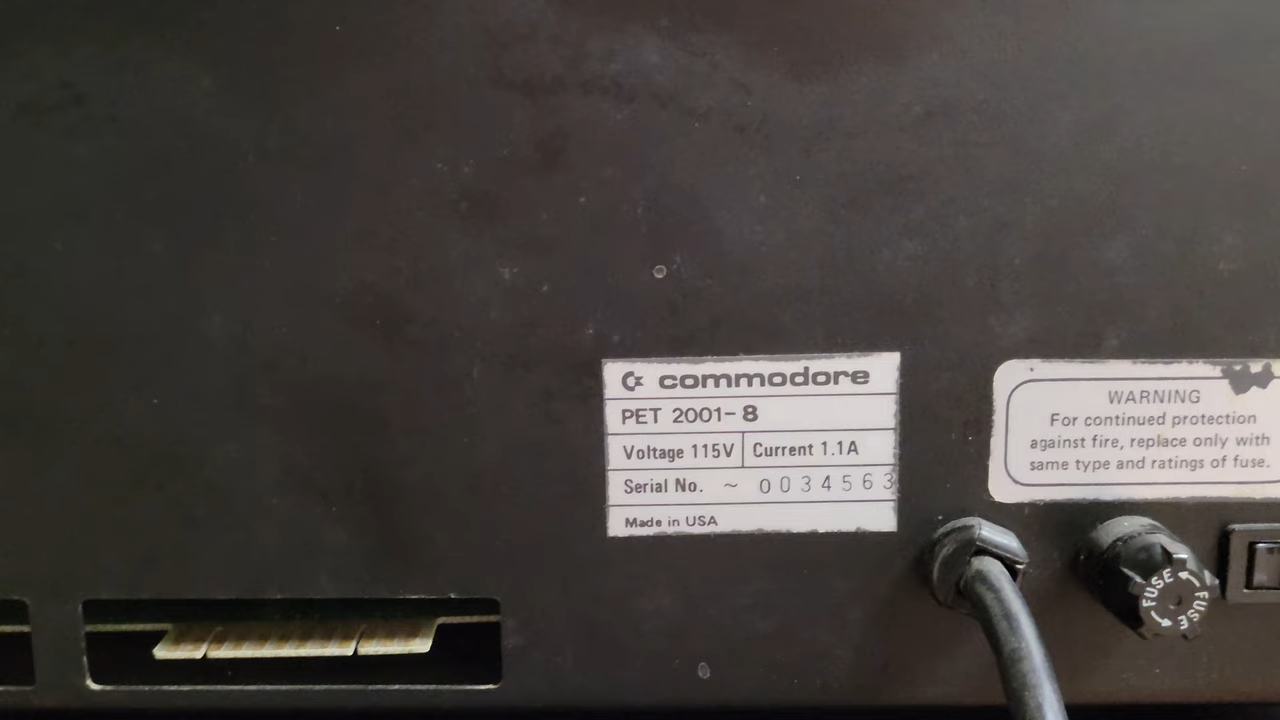 commodore
PET 2001-8
Voltage 115V Current 1.1A
Serial No. ~ 0034563
Made in USA
WARNING
For continued protection
against fire, replace only with
same type and ratings of fuse.
FUSE FUSE